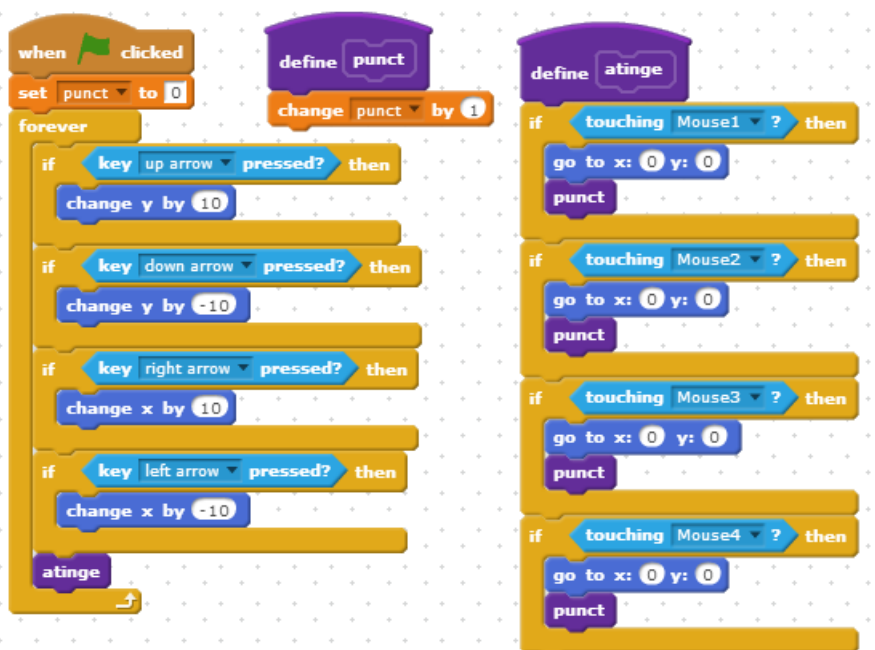 when clicked
set punct to 0
forever
if key up arrow pressed? then
change y by 10
if key down arrow pressed? then
change y by -10
if key right arrow pressed? then
change x by 10
if key left arrow pressed? then
change x by -10
atinge
define punct
change punct by 1
define atinge
if touching Mouse1 ? then
go to x: 0 y: 0
punct
if touching Mouse2 ? then
go to x: 0 y: 0
punct
if touching Mouse3 ? then
go to x: 0 y: 0
punct
if touching Mouse4 ? then
go to x: 0 y: 0
punct